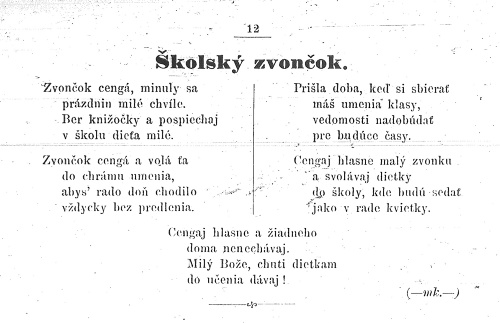 12
Školský zvončok.
Zvončok cengá, minuly sa
prázdnin milé chvíle.
Ber knižočky a pospiechaj
v školu dieťa milé.
Zvončok cengá a volá ťa
do chrámu umenia,
abys' rado doň chodilo
vždycky bez predlenia.
Prišla doba, keď si sbierať
máš umenia klasy,
vedomosti nadobúdať
pre budúce časy.
Cengaj hlasne malý zvonku
a svolávaj dietky
do školy, kde budú sedať
jako v rade kvietky.
Cengaj hlasne a žiadneho
doma nenechávaj.
Milý Bože, chuti dietkam
do učenia dávaj!
(—mk.—)